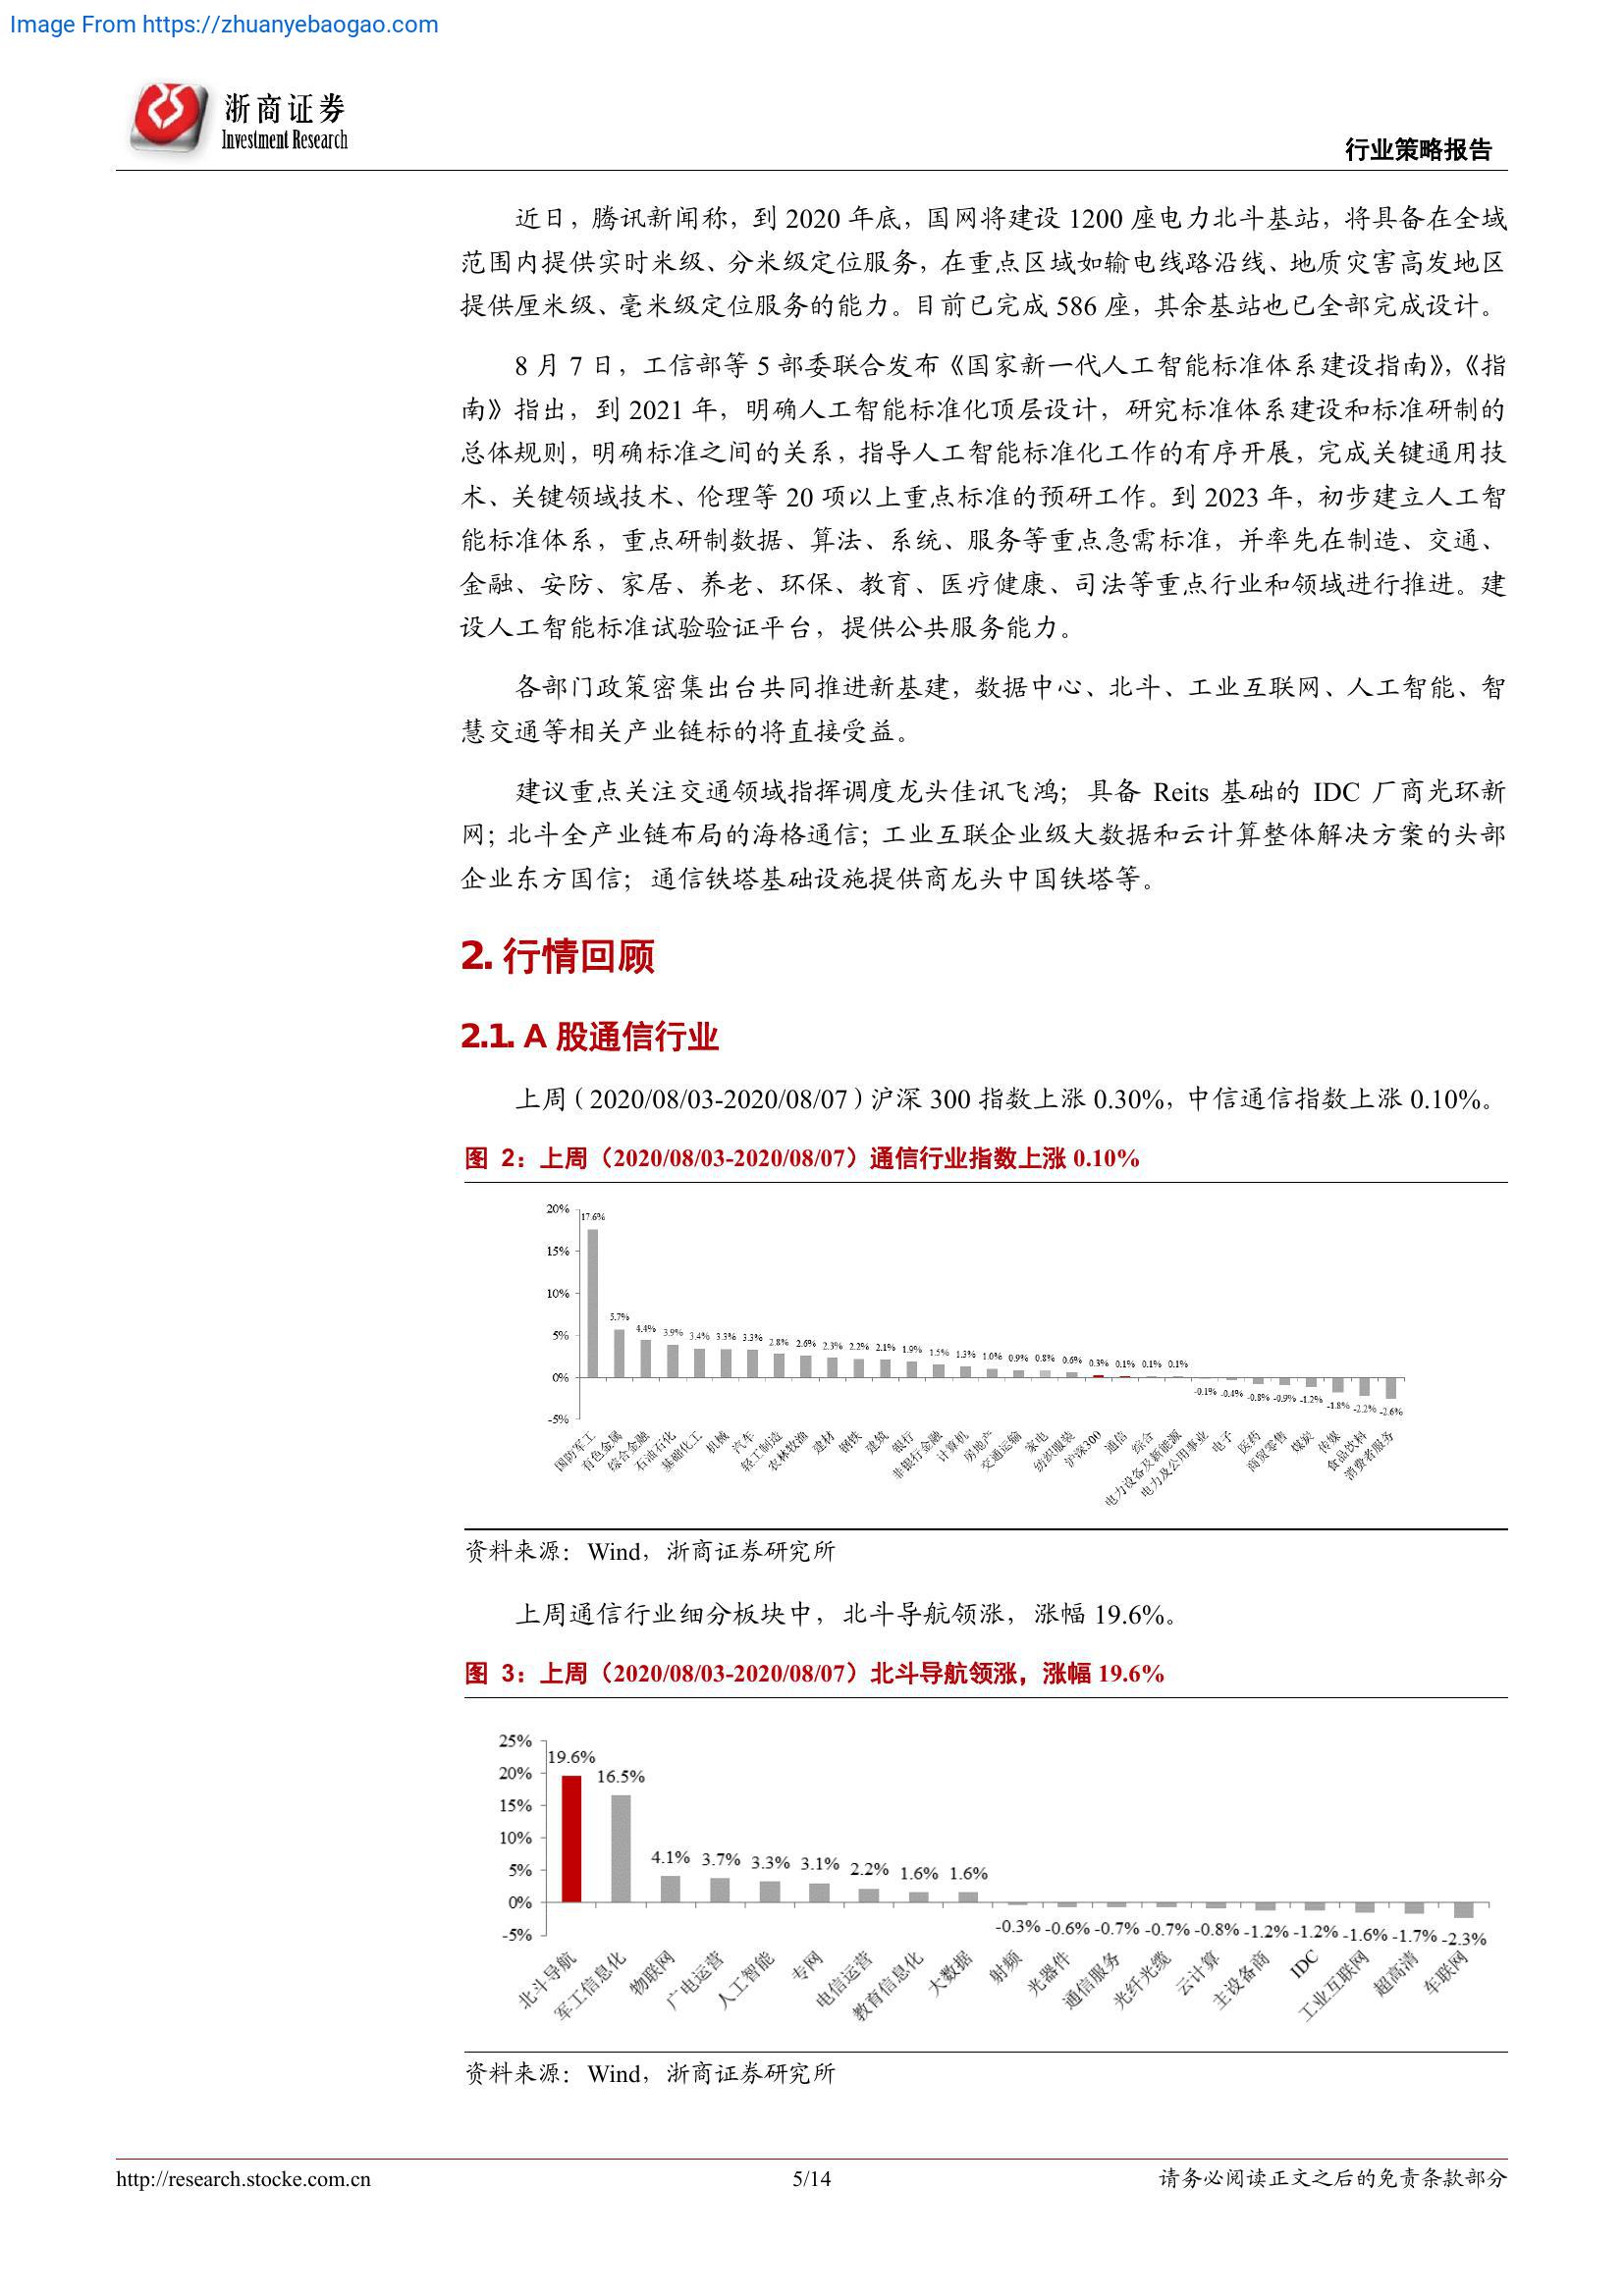 Image From https://zhuanyebaogao.com
浙商证券
Investment Research
行业策略报告
近日，腾讯新闻称，到 2020 年底，国网将建设 1200 座电力北斗基站，将具备在全域
范围内提供实时米级、分米级定位服务，在重点区域如输电线路沿线、地质灾害高发地区
提供厘米级、毫米级定位服务的能力。目前已完成 586 座，其余基站也已全部完成设计。
8 月 7 日，工信部等 5 部委联合发布《国家新一代人工智能标准体系建设指南》，《指
南》指出，到 2021 年，明确人工智能标准化顶层设计，研究标准体系建设和标准研制的
总体规则，明确标准之间的关系，指导人工智能标准化工作的有序开展，完成关键通用技
术、关键领域技术、伦理等 20 项以上重点标准的预研工作。到 2023 年，初步建立人工智
能标准体系，重点研制数据、算法、系统、服务等重点急需标准，并率先在制造、交通、
金融、安防、家居、养老、环保、教育、医疗健康、司法等重点行业和领域进行推进。建
设人工智能标准试验验证平台，提供公共服务能力。
各部门政策密集出台共同推进新基建，数据中心、北斗、工业互联网、人工智能、智
慧交通等相关产业链标的将直接受益。
建议重点关注交通领域指挥调度龙头佳讯飞鸿；具备 Reits 基础的 IDC 厂商光环新
网；北斗全产业链布局的海格通信；工业互联企业级大数据和云计算整体解决方案的头部
企业东方国信；通信铁塔基础设施提供商龙头中国铁塔等。
2. 行情回顾
2.1. A 股通信行业
上周（2020/08/03-2020/08/07）沪深 300 指数上涨 0.30%，中信通信指数上涨 0.10%。
图 2：上周（2020/08/03-2020/08/07）通信行业指数上涨 0.10%
20%
15%
10%
5%
0%
-5%
17.6% 5.7% 4.4% 3.9% 3.4% 3.3% 3.3% 2.8% 2.6% 2.3% 2.2% 2.1% 1.9% 1.5% 1.3% 1.0% 0.9% 0.8% 0.6% 0.3% 0.1% 0.1% 0.1% -0.1% -0.4% -0.8% -0.9% -1.2% -1.8% -2.2% -2.6%
国防军工 有色金属 综合金融 石油石化 基础化工 机械 汽车 轻工制造 农林牧渔 建材 钢铁 建筑 银行 非银行金融 计算机 房地产 交通运输 家电 纺织服装 沪深300 通信 综合 电力设备及新能源 电力及公用事业 电子 医药 商贸零售 煤炭 传媒 食品饮料 消费者服务
资料来源：Wind，浙商证券研究所
上周通信行业细分板块中，北斗导航领涨，涨幅 19.6%。
图 3：上周（2020/08/03-2020/08/07）北斗导航领涨，涨幅 19.6%
25%
20%
15%
10%
5%
0%
-5%
19.6% 16.5% 4.1% 3.7% 3.3% 3.1% 2.2% 1.6% 1.6% -0.3% -0.6% -0.7% -0.7% -0.8% -1.2% -1.2% -1.6% -1.7% -2.3%
北斗导航 军工信息化 物联网 广电运营 人工智能 专网 电信运营 教育信息化 大数据 射频 光器件 通信服务 光纤光缆 云计算 主设备商 IDC 工业互联网 超高清 车联网
资料来源：Wind，浙商证券研究所
http://research.stocke.com.cn
5/14
请务必阅读正文之后的免责条款部分